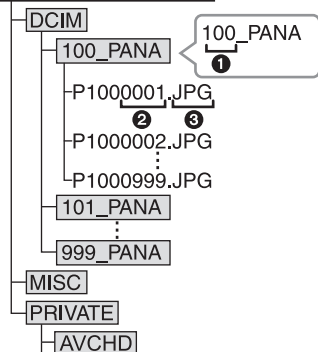 DCIM
100_PANA
100_PANA
❶
P1000001.JPG
❷ ❸
P1000002.JPG
P1000999.JPG
101_PANA
999_PANA
MISC
PRIVATE
AVCHD